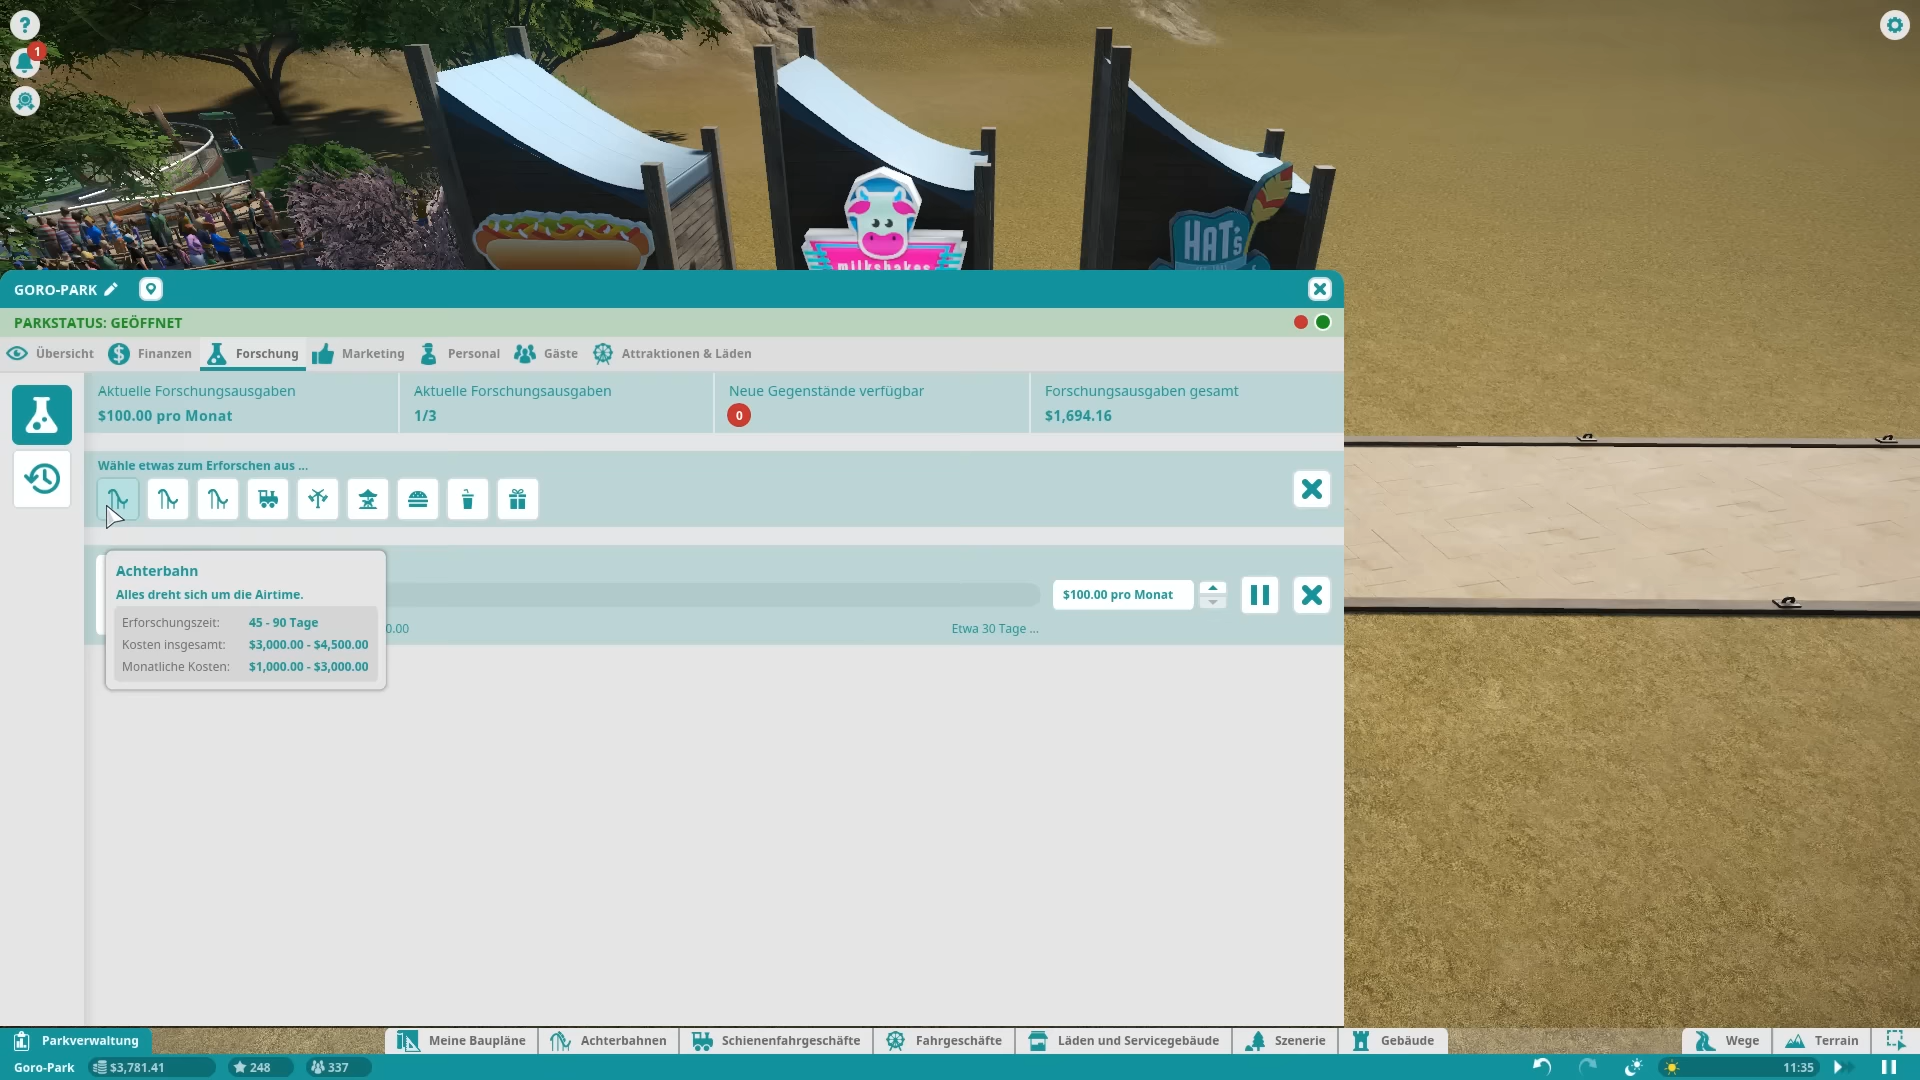 ?
1
HAT's
milkshakes
GORO-PARK
PARKSTATUS: GEÖFFNET
Übersicht
Finanzen
Forschung
Marketing
Personal
Gäste
Attraktionen & Läden
Aktuelle Forschungsausgaben
$100.00 pro Monat
Aktuelle Forschungsausgaben
1/3
Neue Gegenstände verfügbar
0
Forschungsausgaben gesamt
$1,694.16
Wähle etwas zum Erforschen aus ...
Achterbahn
Alles dreht sich um die Airtime.
Erforschungszeit: 45 - 90 Tage
Kosten insgesamt: $3,000.00 - $4,500.00
Monatliche Kosten: $1,000.00 - $3,000.00
0.00
Etwa 30 Tage ...
$100.00 pro Monat
Parkverwaltung
Meine Baupläne
Achterbahnen
Schienenfahrgeschäfte
Fahrgeschäfte
Läden und Servicegebäude
Szenerie
Gebäude
Wege
Terrain
Goro-Park
$3,781.41
248
337
11:35